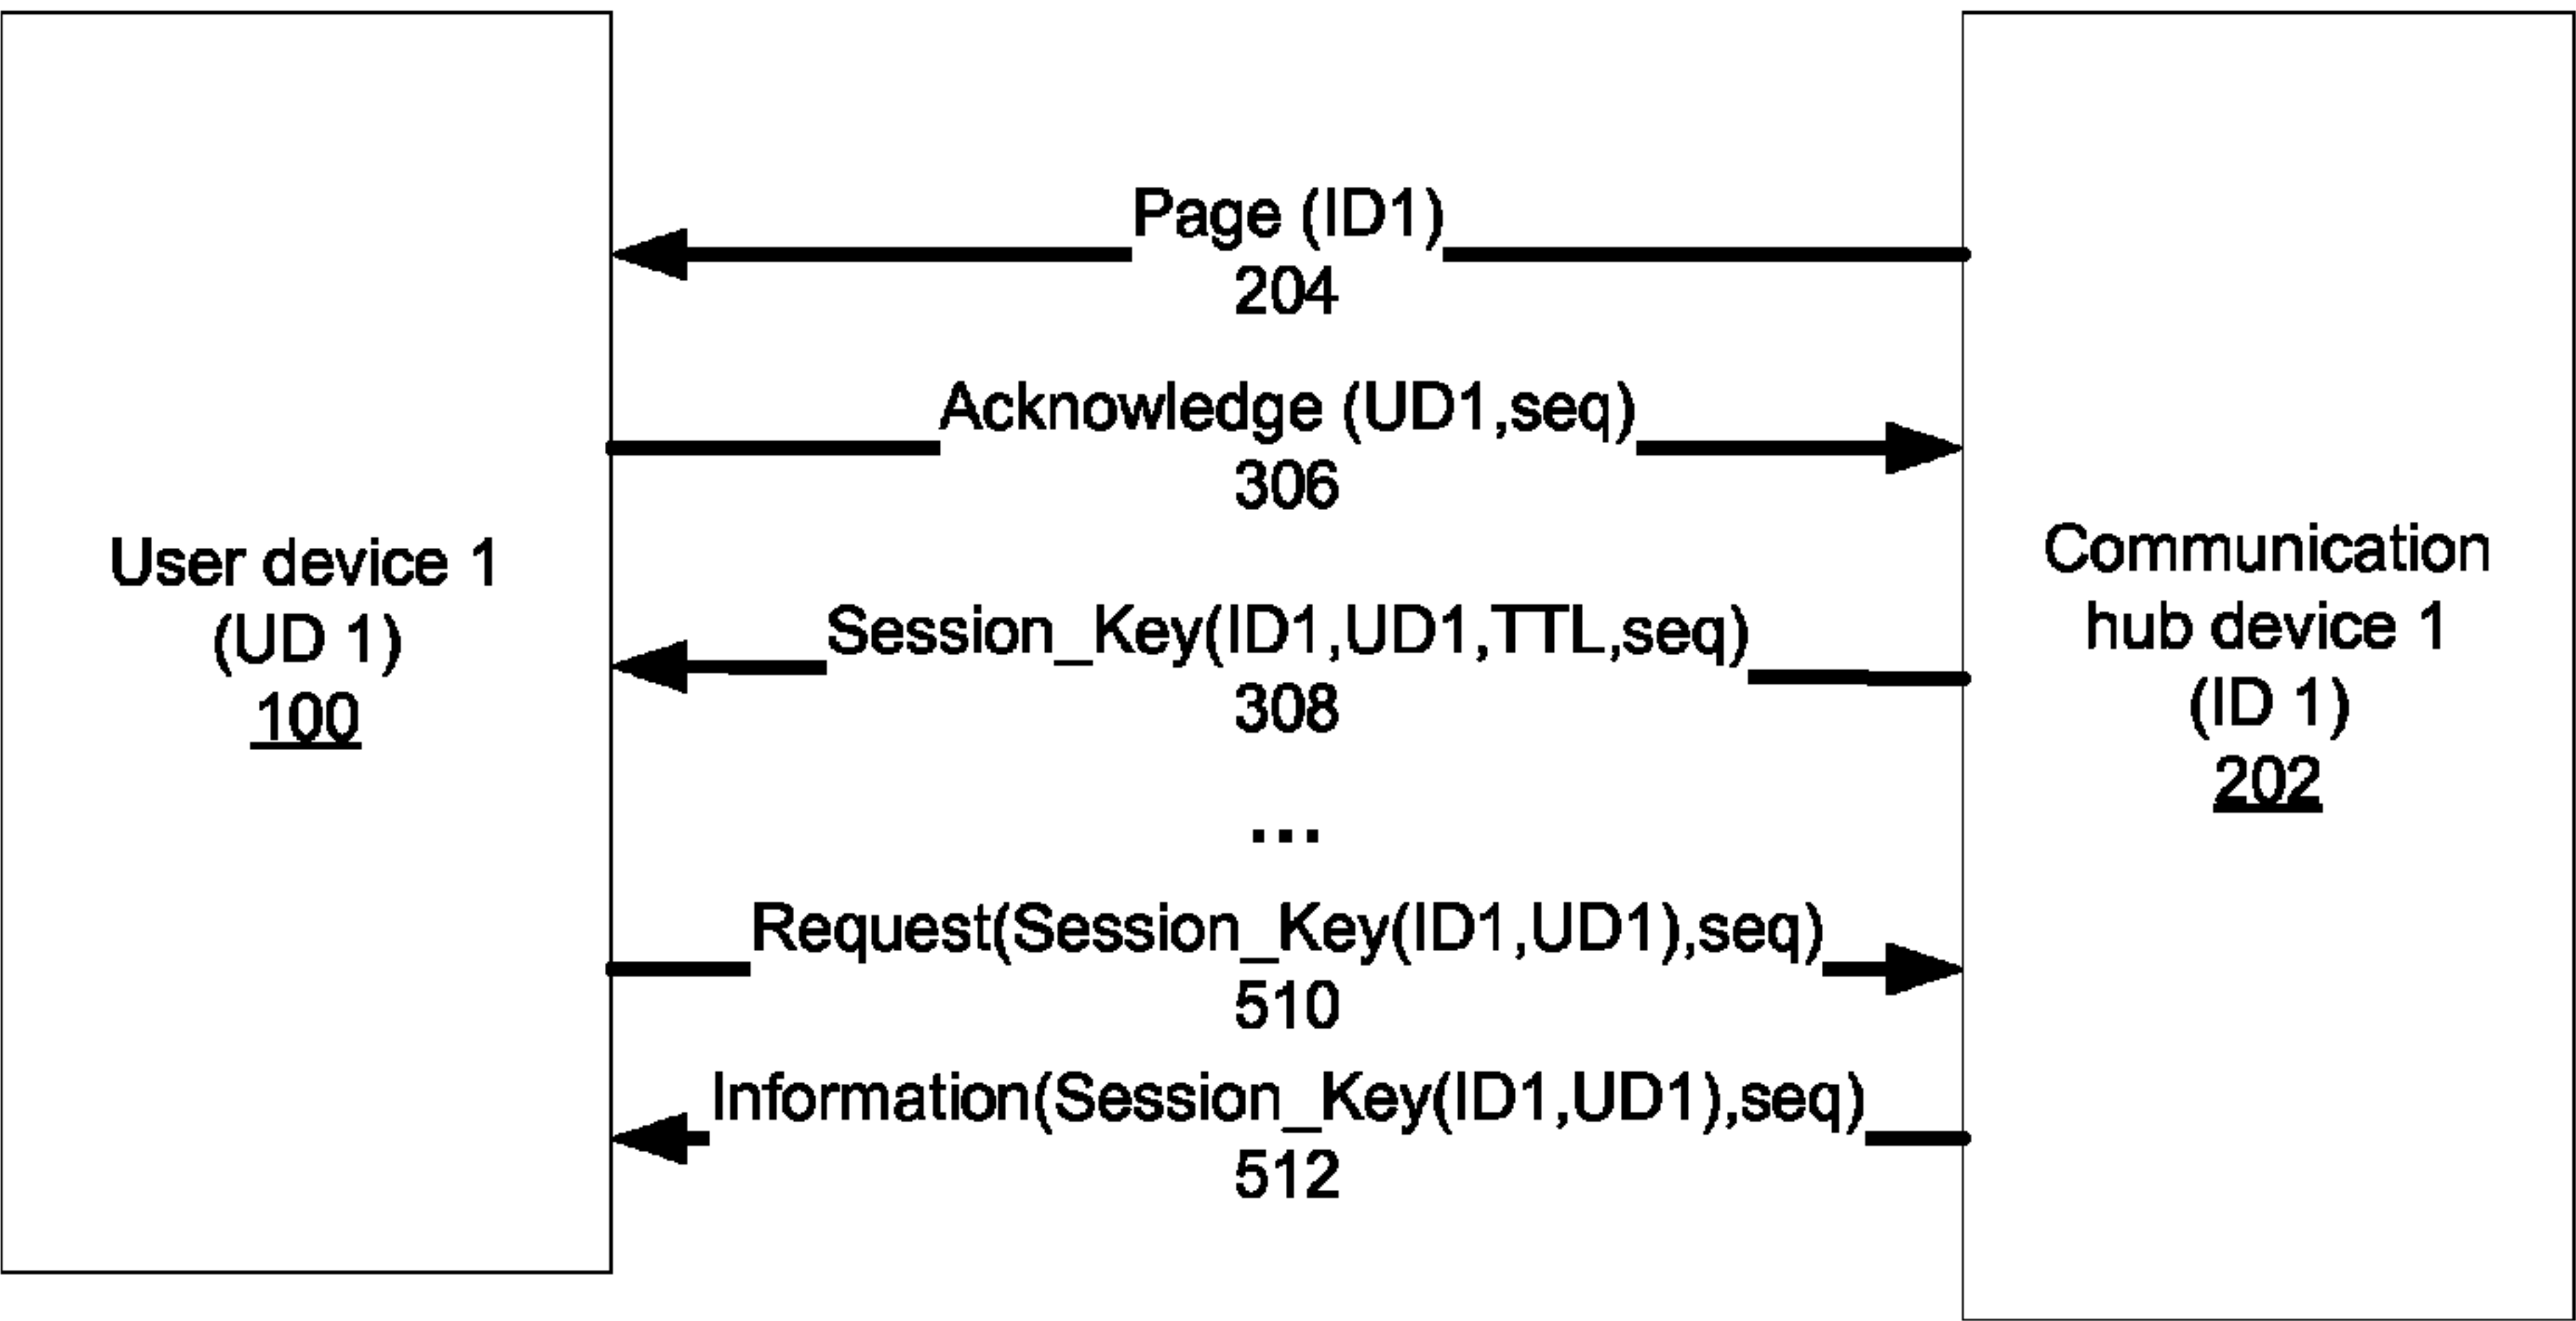 User device 1
(UD 1)
100
Page (ID1)
204
Acknowledge (UD1,seq)
306
Session_Key(ID1,UD1,TTL,seq)
308
...
Request(Session_Key(ID1,UD1),seq)
510
Information(Session_Key(ID1,UD1),seq)
512
Communication
hub device 1
(ID 1)
202